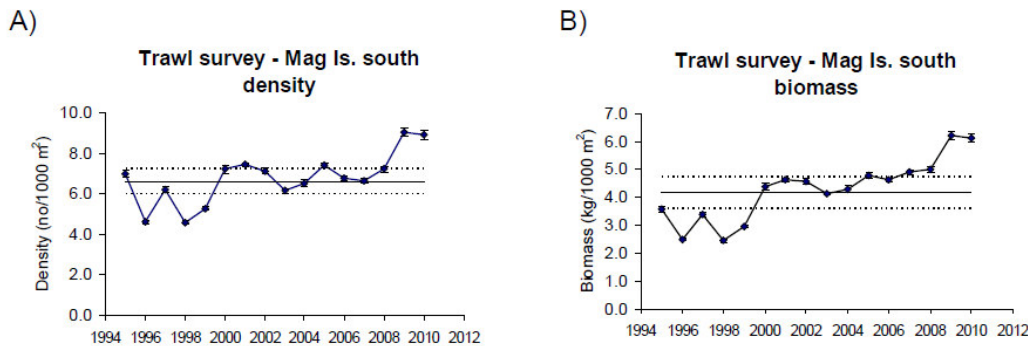 A)
Trawl survey - Mag Is. south
density
Density (no/1000 m²)
10.0
8.0
6.0
4.0
2.0
0.0
1994 1996 1998 2000 2002 2004 2006 2008 2010 2012
B)
Trawl survey - Mag Is. south
biomass
Biomass (kg/1000 m²)
7.0
6.0
5.0
4.0
3.0
2.0
1.0
0.0
1994 1996 1998 2000 2002 2004 2006 2008 2010 2012